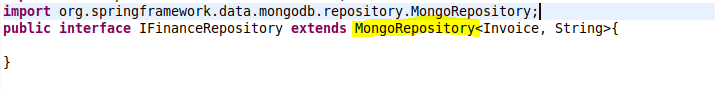 import org.springframework.data.mongodb.repository.MongoRepository;
public interface IFinanceRepository extends MongoRepository<Invoice, String>{
}